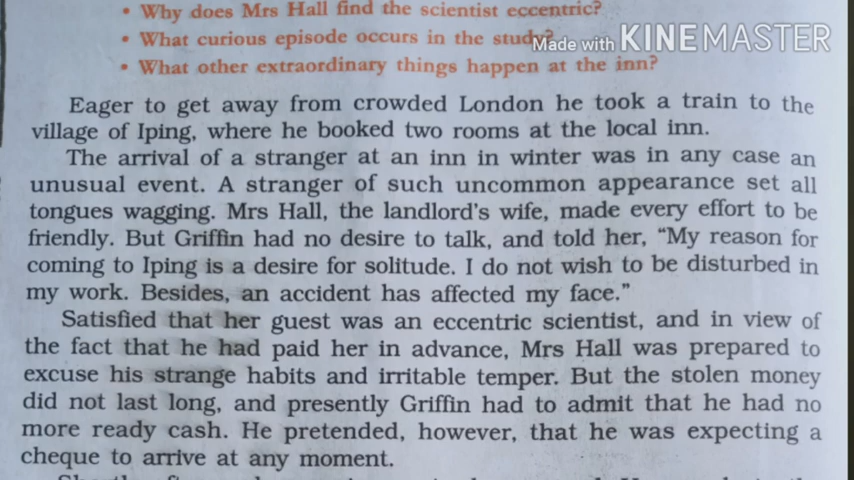 • Why does Mrs Hall find the scientist eccentric?
• What curious episode occurs in the study?
Made with KINEMASTER
• What other extraordinary things happen at the inn?
Eager to get away from crowded London he took a train to the
village of Iping, where he booked two rooms at the local inn.
The arrival of a stranger at an inn in winter was in any case an
unusual event. A stranger of such uncommon appearance set all
tongues wagging. Mrs Hall, the landlord's wife, made every effort to be
friendly. But Griffin had no desire to talk, and told her, "My reason for
coming to Iping is a desire for solitude. I do not wish to be disturbed in
my work. Besides, an accident has affected my face."
Satisfied that her guest was an eccentric scientist, and in view of
the fact that he had paid her in advance, Mrs Hall was prepared to
excuse his strange habits and irritable temper. But the stolen money
did not last long, and presently Griffin had to admit that he had no
more ready cash. He pretended, however, that he was expecting a
cheque to arrive at any moment.